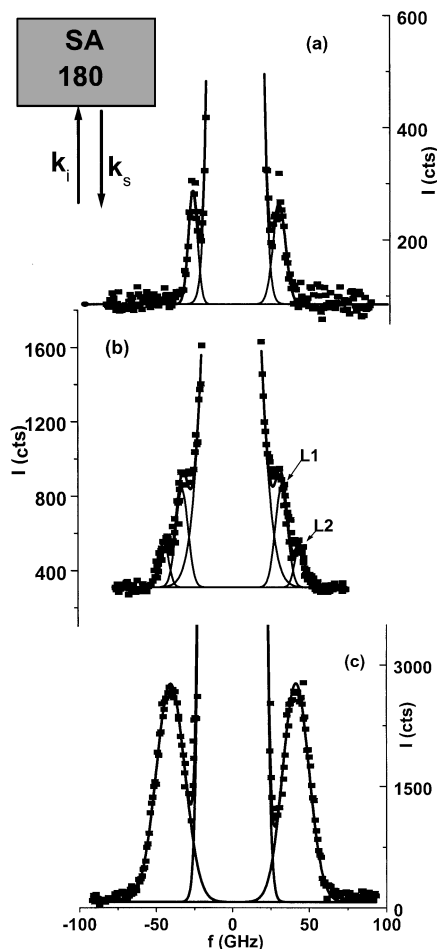 SA
180
k_i
k_s
(a)
600
400
200
I (cts)
(b)
1600
1200
800
400
I (cts)
L1
L2
(c)
3000
1500
0
I (cts)
-100 -50 0 50 100
f (GHz)